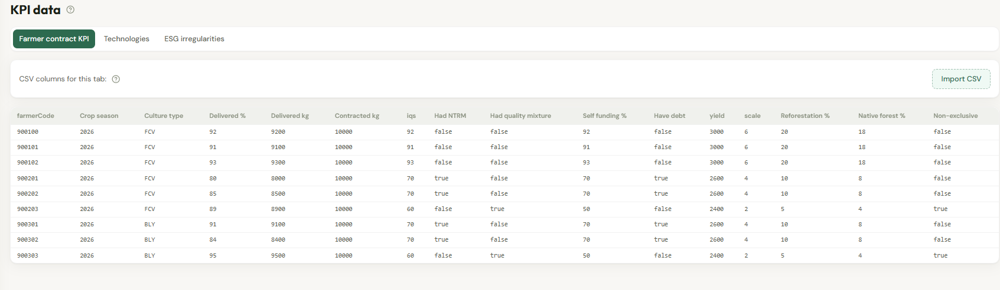 KPI data
Farmer contract KPI Technologies ESG irregularities
CSV columns for this tab: Import CSV
farmerCode Crop season Culture type Delivered % Delivered kg Contracted kg iqs Had NTRM Had quality mixture Self funding % Have debt yield scale Reforestation % Native forest % Non-exclusive
900100 2026 FCV 92 9200 10000 92 false false 92 false 3000 6 20 18 false
900101 2026 FCV 91 9100 10000 91 false false 91 false 3000 6 20 18 false
900102 2026 FCV 93 9300 10000 93 false false 93 false 3000 6 20 18 false
900201 2026 FCV 80 8000 10000 70 true false 70 true 2600 4 10 8 false
900202 2026 FCV 85 8500 10000 70 true false 70 true 2600 4 10 8 false
900203 2026 FCV 89 8900 10000 60 false true 50 false 2400 2 5 4 true
900301 2026 BLY 91 9100 10000 70 true false 70 true 2600 4 10 8 false
900302 2026 BLY 84 8400 10000 70 true false 70 true 2600 4 10 8 false
900303 2026 BLY 95 9500 10000 60 false true 50 false 2400 2 5 4 true